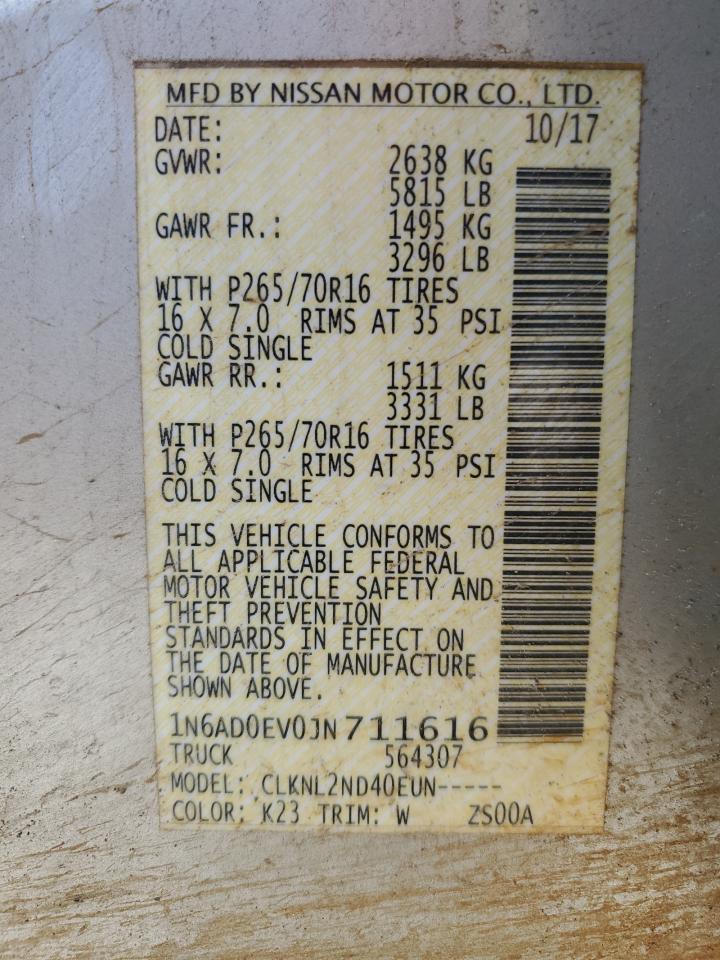 MFD BY NISSAN MOTOR CO., LTD.
DATE: 10/17
GVWR: 2638 KG
5815 LB
GAWR FR.: 1495 KG
3296 LB
WITH P265/70R16 TIRES
16 X 7.0 RIMS AT 35 PSI
COLD SINGLE
GAWR RR.: 1511 KG
3331 LB
WITH P265/70R16 TIRES
16 X 7.0 RIMS AT 35 PSI
COLD SINGLE
THIS VEHICLE CONFORMS TO
ALL APPLICABLE FEDERAL
MOTOR VEHICLE SAFETY AND
THEFT PREVENTION
STANDARDS IN EFFECT ON
THE DATE OF MANUFACTURE
SHOWN ABOVE.
1N6AD0EV0JN711616
TRUCK 564307
MODEL: CLKNL2ND40EUN-----
COLOR: K23 TRIM: W ZS00A